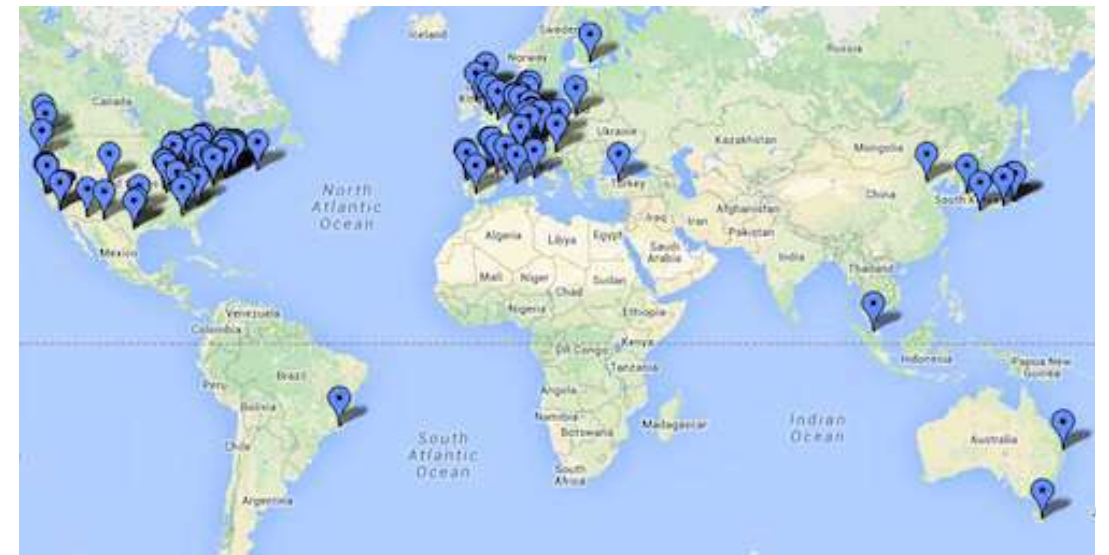 Iceland
Sweden
Norway
Russia
Canada
Ukraine
Kazakhstan
Mongolia
North
Atlantic
Ocean
Turkey
China
South
Afghanistan
Iraq
Iran
Pakistan
Algeria
Libya
Egypt
Saudi
Arabia
India
Mexico
Mali
Niger
Chad
Sudan
Thailand
Nigeria
Ethiopia
Venezuela
Colombia
DR Congo
Kenya
Indonesia
Papua New
Guinea
Tanzania
Peru
Brazil
Angola
Bolivia
Namibia
Botswana
Madagascar
Indian
Ocean
Australia
Chile
South
Atlantic
Ocean
South
Africa
Argentina